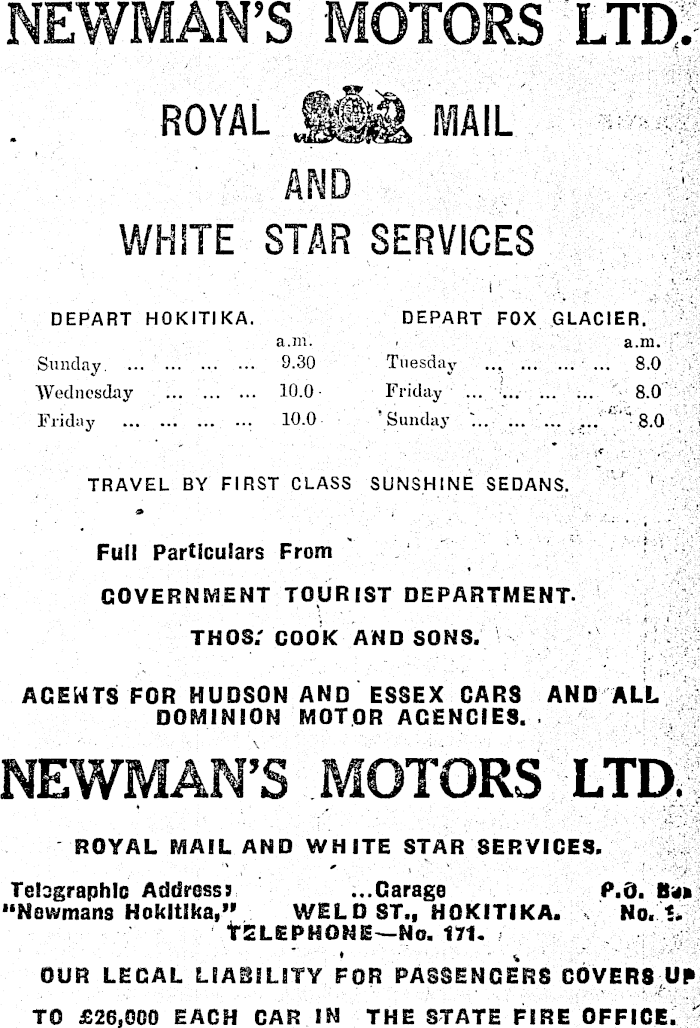 NEWMAN'S MOTORS LTD.
ROYAL MAIL
AND
WHITE STAR SERVICES
DEPART HOKITIKA.
a.m.
Sunday. ... ... ... ... 9.30
Wednesday ... ... ... 10.0
Friday ... ... ... ... 10.0
DEPART FOX GLACIER.
a.m.
Tuesday ... ... ... ... 8.0
Friday ... ... ... ... 8.0
Sunday ... ... ... ... 8.0
TRAVEL BY FIRST CLASS SUNSHINE SEDANS.
Full Particulars From
GOVERNMENT TOURIST DEPARTMENT.
THOS. COOK AND SONS.
AGENTS FOR HUDSON AND ESSEX CARS AND ALL
DOMINION MOTOR AGENCIES.
NEWMAN'S MOTORS LTD.
ROYAL MAIL AND WHITE STAR SERVICES.
Telegraphic Address: ...Garage P.O. Box
"Newmans Hokitika," WELD ST., HOKITIKA. No.
TELEPHONE—No. 171.
OUR LEGAL LIABILITY FOR PASSENGERS COVERS UP
TO £26,000 EACH CAR IN THE STATE FIRE OFFICE.